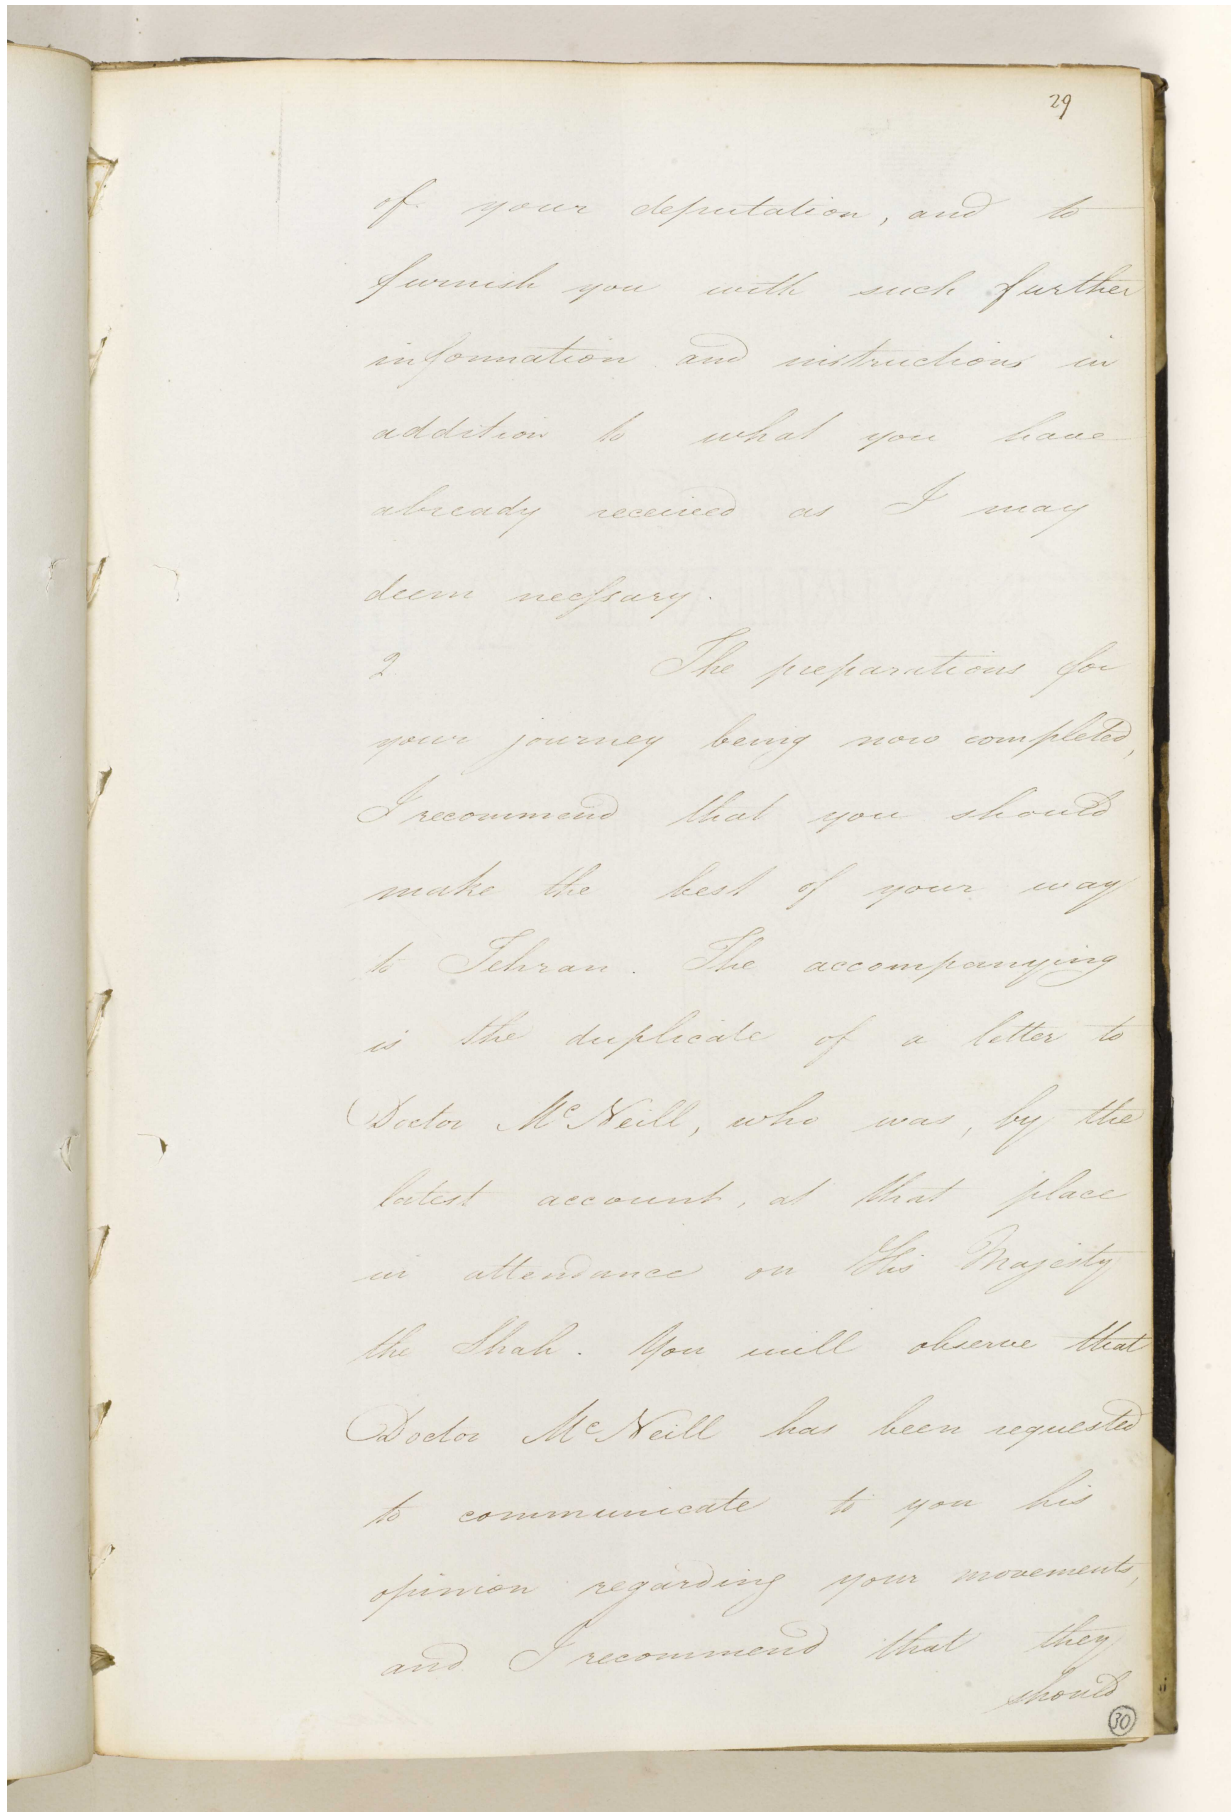 29
of your deputation, and to
furnish you with such further
information and instructions in
addition to what you have
already received as I may
deem necessary.
2 The preparations for
your journey being now completed,
I recommend that you should
make the best of your way
to Tehran. The accompanying
is the duplicate of a letter to
Doctor McNeill, who was, by the
latest account, at that place
in attendance on His Majesty
the Shah. You will observe that
Doctor McNeill has been requested
to communicate to you his
opinion regarding your movements,
and I recommend that they
should
30